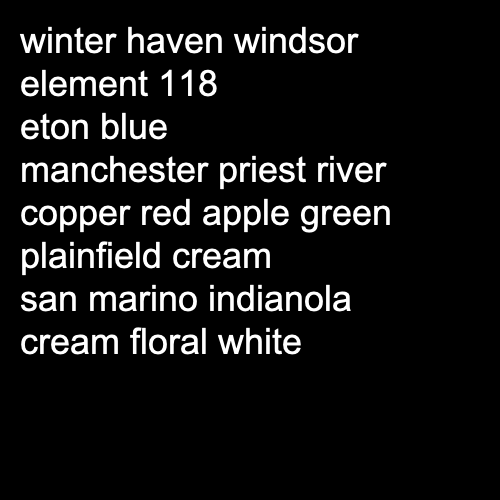 winter haven windsor
element 118
eton blue
manchester priest river
copper red apple green
plainfield cream
san marino indianola
cream floral white